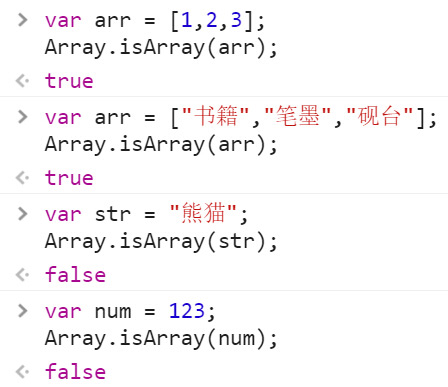 > var arr = [1,2,3];
Array.isArray(arr);
< true
> var arr = ["书籍","笔墨","砚台"];
Array.isArray(arr);
< true
> var str = "熊猫";
Array.isArray(str);
< false
> var num = 123;
Array.isArray(num);
< false